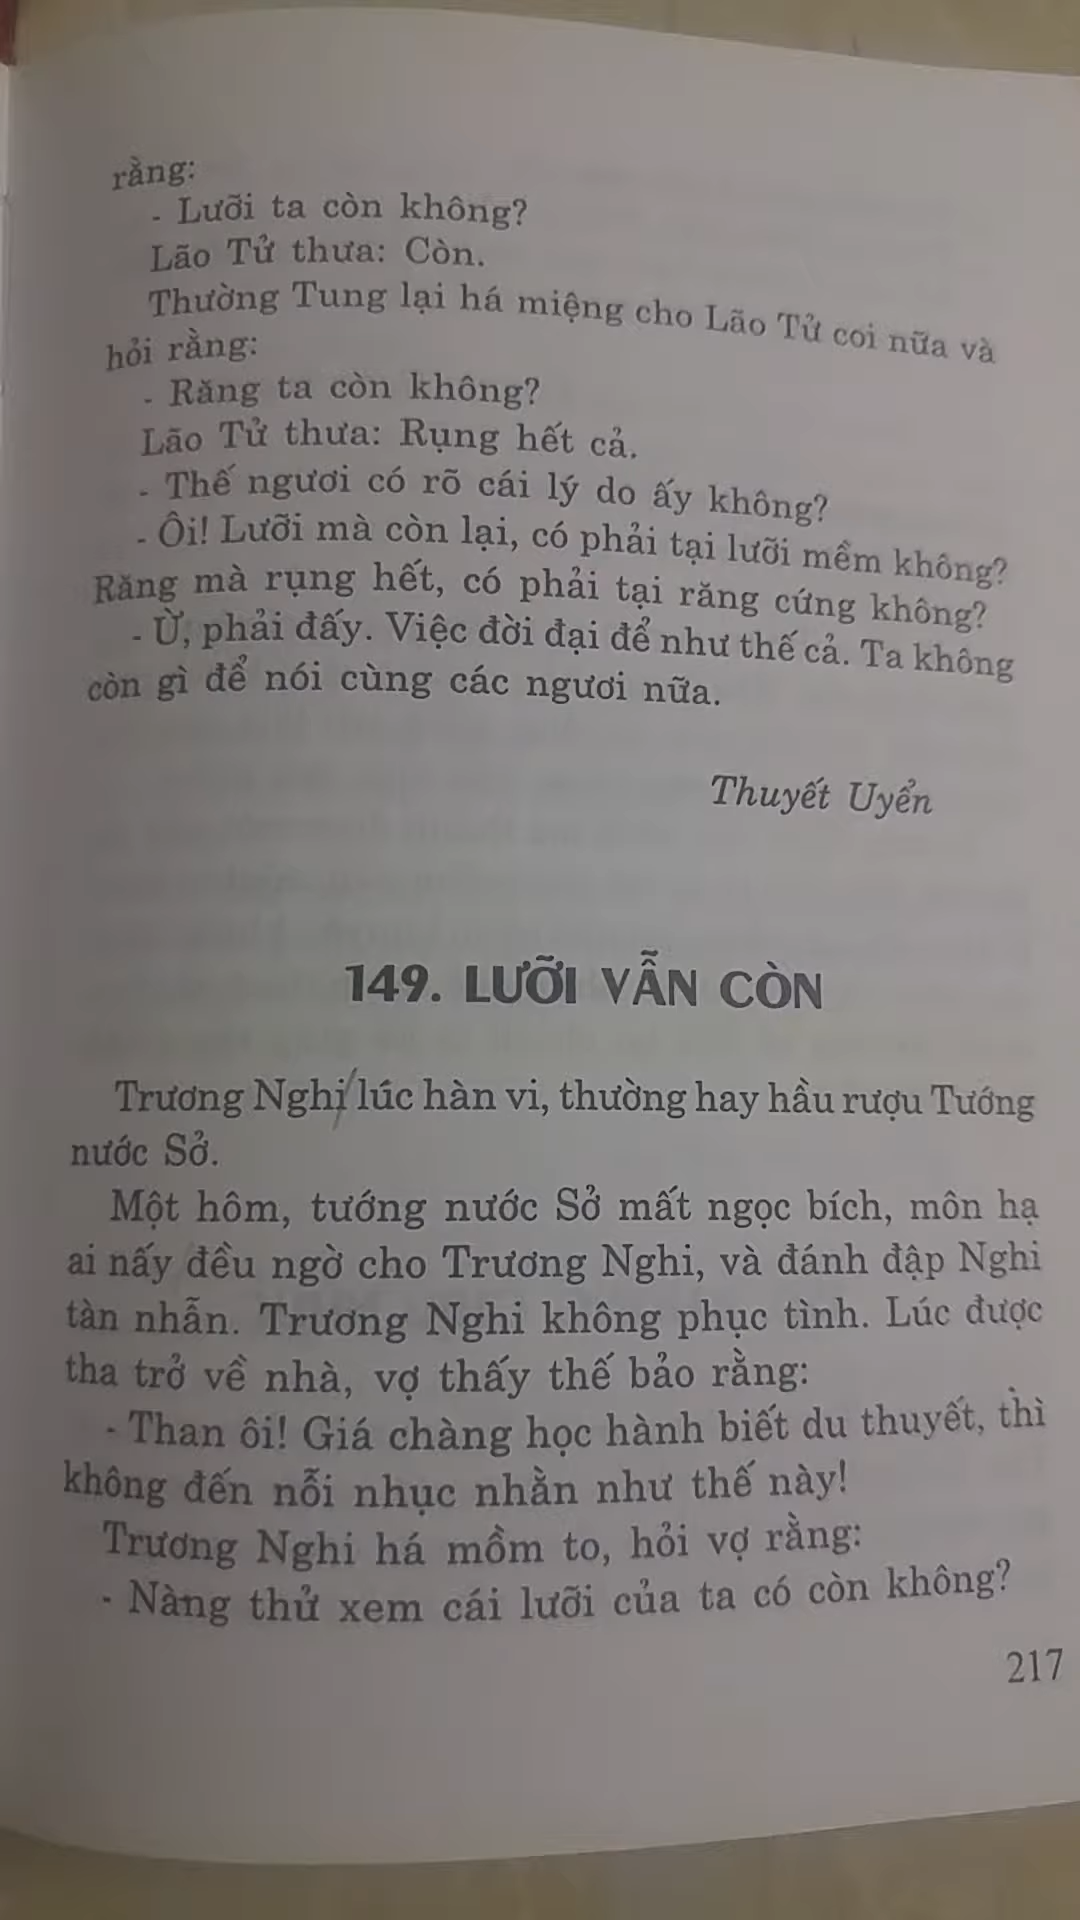 rằng:
- Lưỡi ta còn không?
Lão Tử thưa: Còn.
Thường Tung lại há miệng cho Lão Tử coi nữa và
hỏi rằng:
- Răng ta còn không?
Lão Tử thưa: Rụng hết cả.
- Thế ngươi có rõ cái lý do ấy không?
- Ôi! Lưỡi mà còn lại, có phải tại lưỡi mềm không?
Răng mà rụng hết, có phải tại răng cứng không?
- Ừ, phải đấy. Việc đời đại để như thế cả. Ta không
còn gì để nói cùng các ngươi nữa.
Thuyết Uyển
149. LƯỠI VẪN CÒN
Trương Nghi lúc hàn vi, thường hay hầu rượu Tướng
nước Sở.
Một hôm, tướng nước Sở mất ngọc bích, môn hạ
ai nấy đều ngờ cho Trương Nghi, và đánh đập Nghi
tàn nhẫn. Trương Nghi không phục tình. Lúc được
tha trở về nhà, vợ thấy thế bảo rằng:
- Than ôi! Giá chàng học hành biết du thuyết, thì
không đến nỗi nhục nhằn như thế này!
Trương Nghi há mồm to, hỏi vợ rằng:
- Nàng thử xem cái lưỡi của ta có còn không?
217